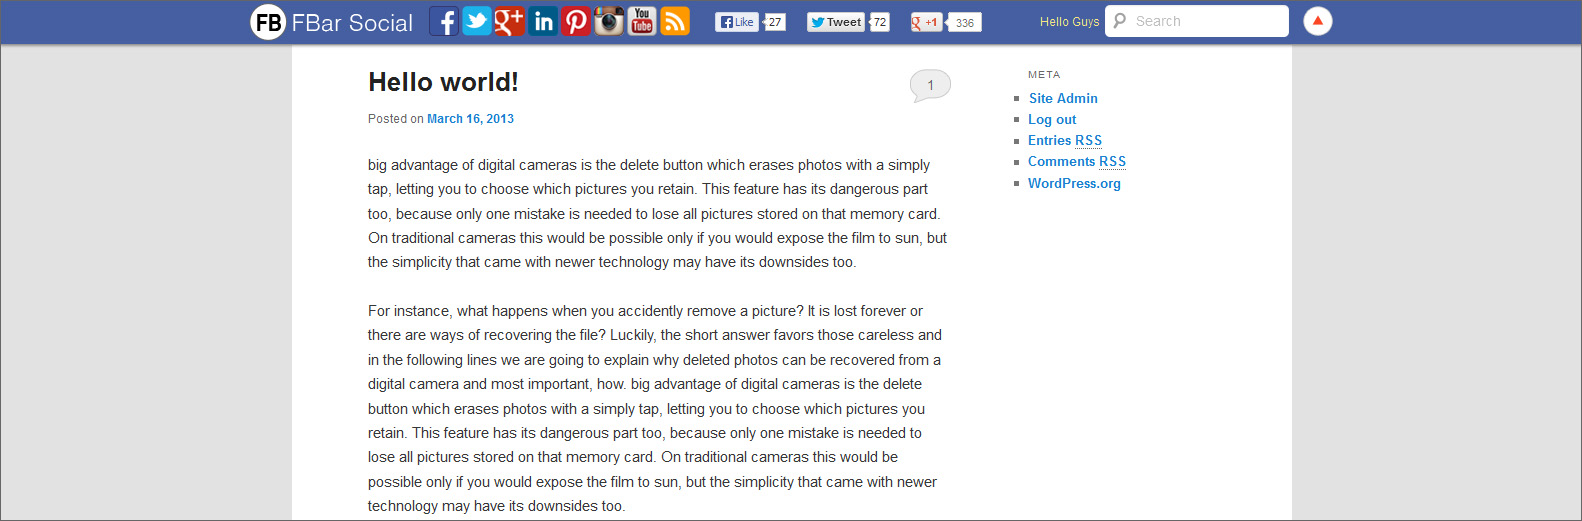 FB FBar Social f g+ in You Tube Like 27 Tweet 72 g +1 336 Hello Guys Search
Hello world!
1
Posted on March 16, 2013
big advantage of digital cameras is the delete button which erases photos with a simply
tap, letting you to choose which pictures you retain. This feature has its dangerous part
too, because only one mistake is needed to lose all pictures stored on that memory card.
On traditional cameras this would be possible only if you would expose the film to sun, but
the simplicity that came with newer technology may have its downsides too.
For instance, what happens when you accidently remove a picture? It is lost forever or
there are ways of recovering the file? Luckily, the short answer favors those careless and
in the following lines we are going to explain why deleted photos can be recovered from a
digital camera and most important, how. big advantage of digital cameras is the delete
button which erases photos with a simply tap, letting you to choose which pictures you
retain. This feature has its dangerous part too, because only one mistake is needed to
lose all pictures stored on that memory card. On traditional cameras this would be
possible only if you would expose the film to sun, but the simplicity that came with newer
technology may have its downsides too.
META
Site Admin
Log out
Entries RSS
Comments RSS
WordPress.org